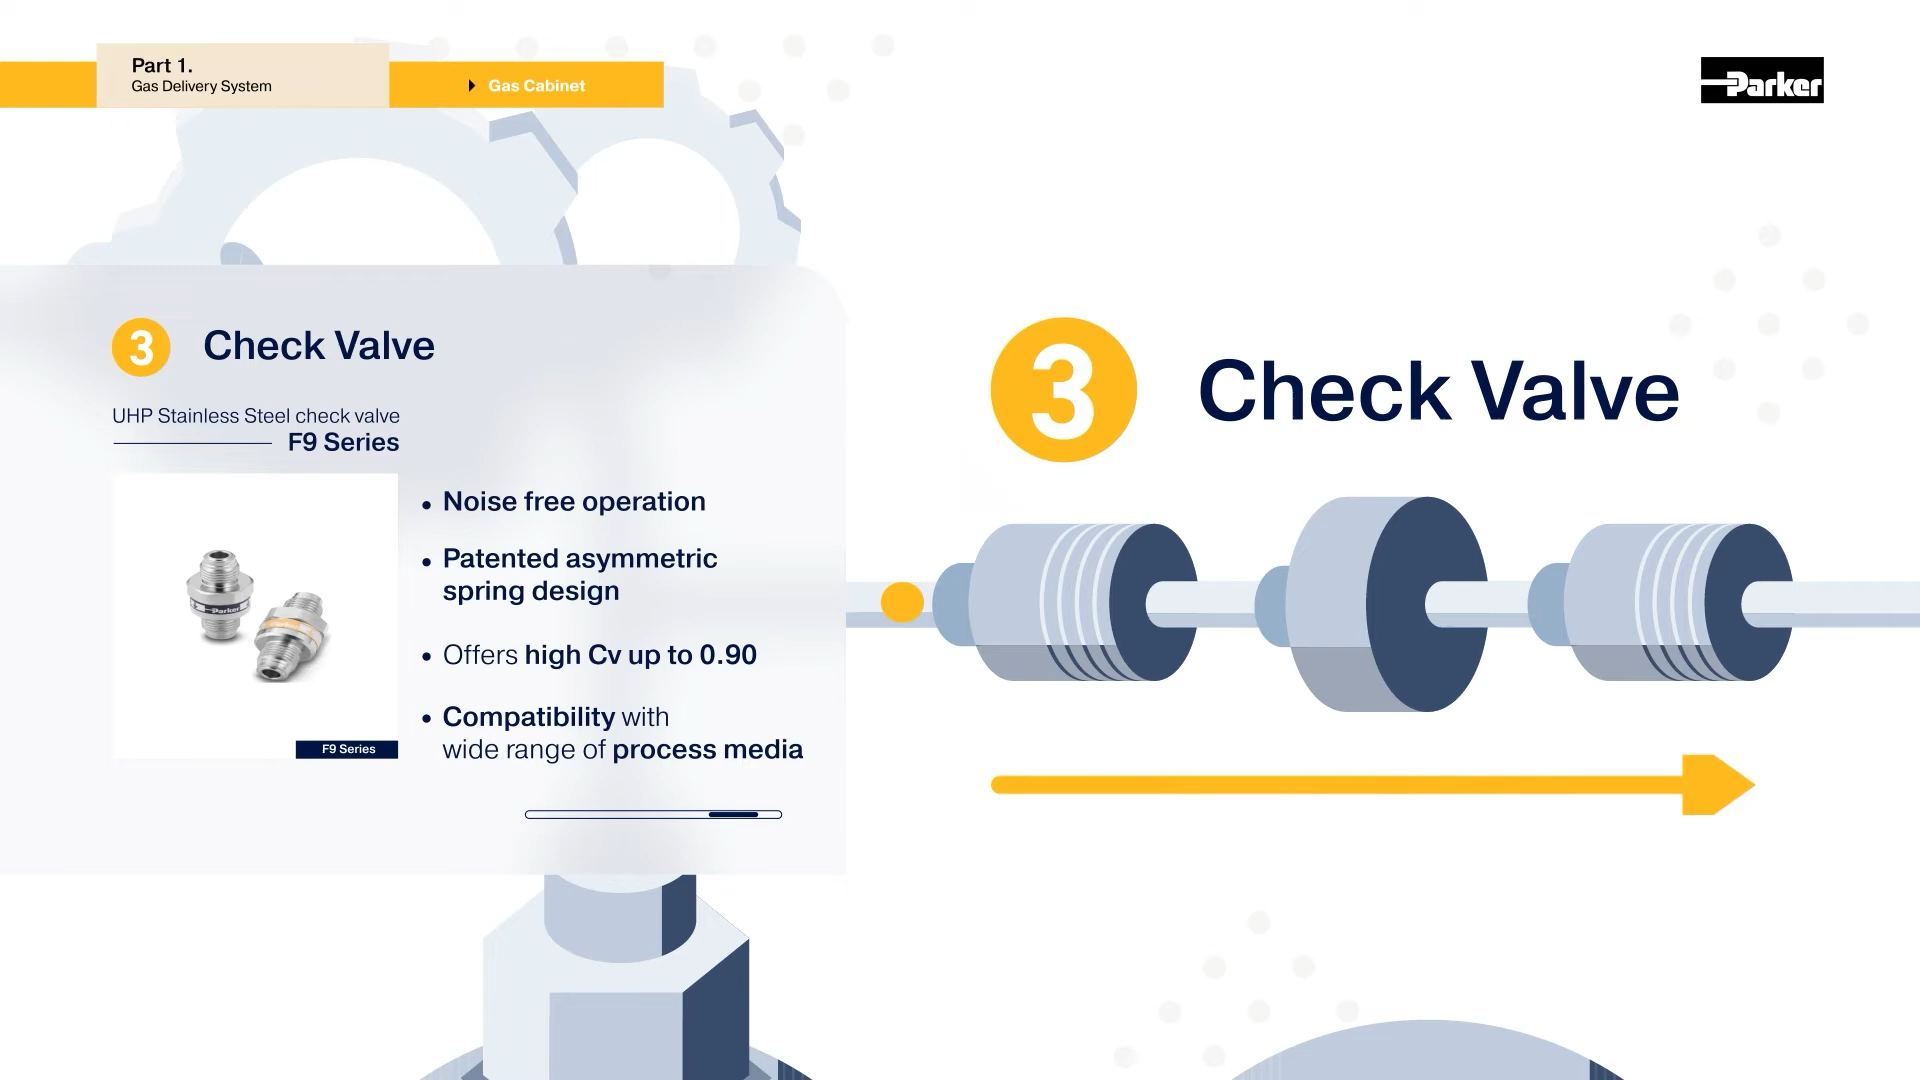 Part 1.
Gas Delivery System
Gas Cabinet
Parker
3 Check Valve
UHP Stainless Steel check valve
F9 Series
Parker
F9 Series
• Noise free operation
• Patented asymmetric
spring design
• Offers high Cv up to 0.90
• Compatibility with
wide range of process media
3 Check Valve